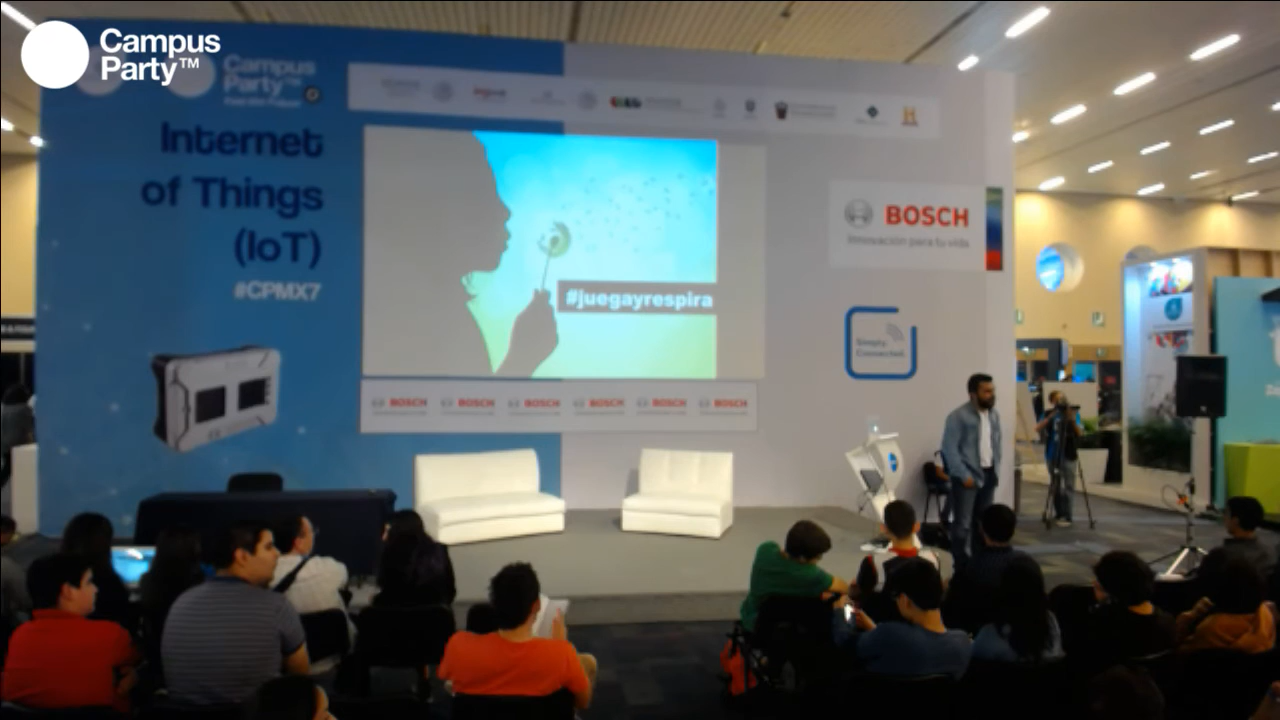 Campus
Party™
Campus
Party™
Internet
of Things
(IoT)
#CPMX7
#juegayrespira
BOSCH
Innovación para tu vida
Simply.
Connected.
BOSCH BOSCH BOSCH BOSCH BOSCH BOSCH
H